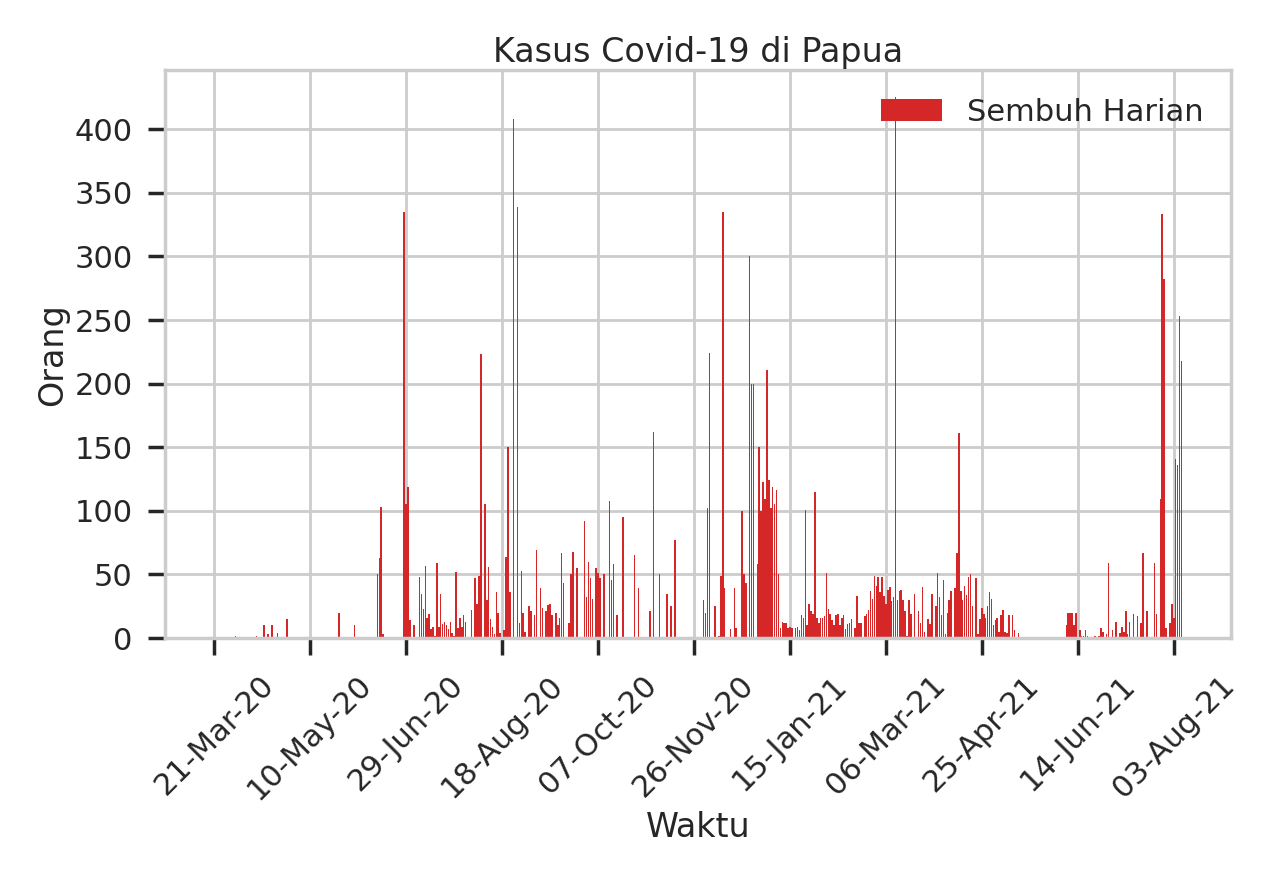 Kasus Covid-19 di Papua
Sembuh Harian
Orang
400
350
300
250
200
150
100
50
0
21-Mar-20
10-May-20
29-Jun-20
18-Aug-20
07-Oct-20
26-Nov-20
15-Jan-21
06-Mar-21
25-Apr-21
14-Jun-21
03-Aug-21
Waktu